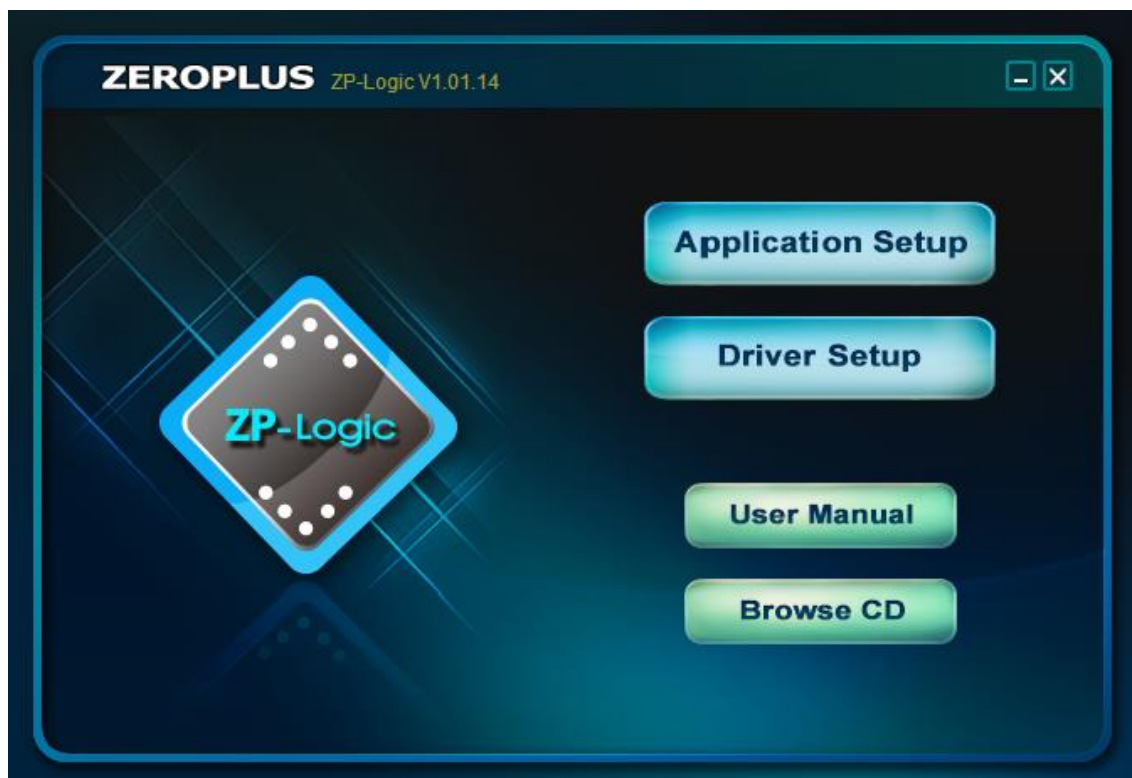 ZEROPLUS ZP-Logic V1.01.14
Application Setup
Driver Setup
ZP-Logic
User Manual
Browse CD